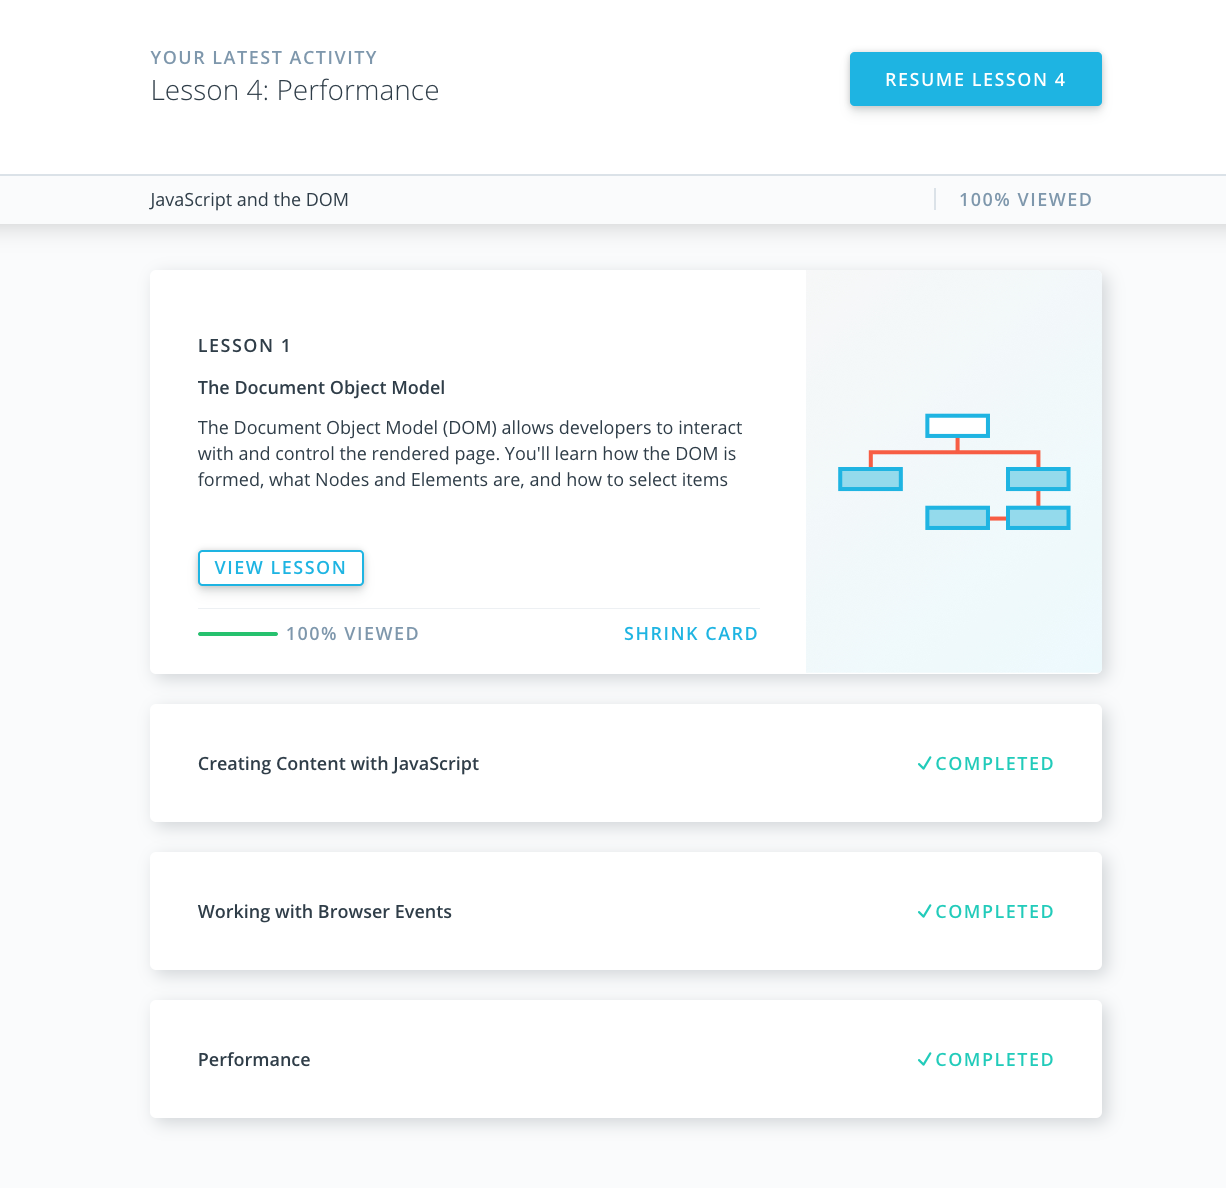 YOUR LATEST ACTIVITY
Lesson 4: Performance
RESUME LESSON 4
JavaScript and the DOM
100% VIEWED
LESSON 1
The Document Object Model
The Document Object Model (DOM) allows developers to interact
with and control the rendered page. You'll learn how the DOM is
formed, what Nodes and Elements are, and how to select items
VIEW LESSON
100% VIEWED
SHRINK CARD
Creating Content with JavaScript
COMPLETED
Working with Browser Events
COMPLETED
Performance
COMPLETED